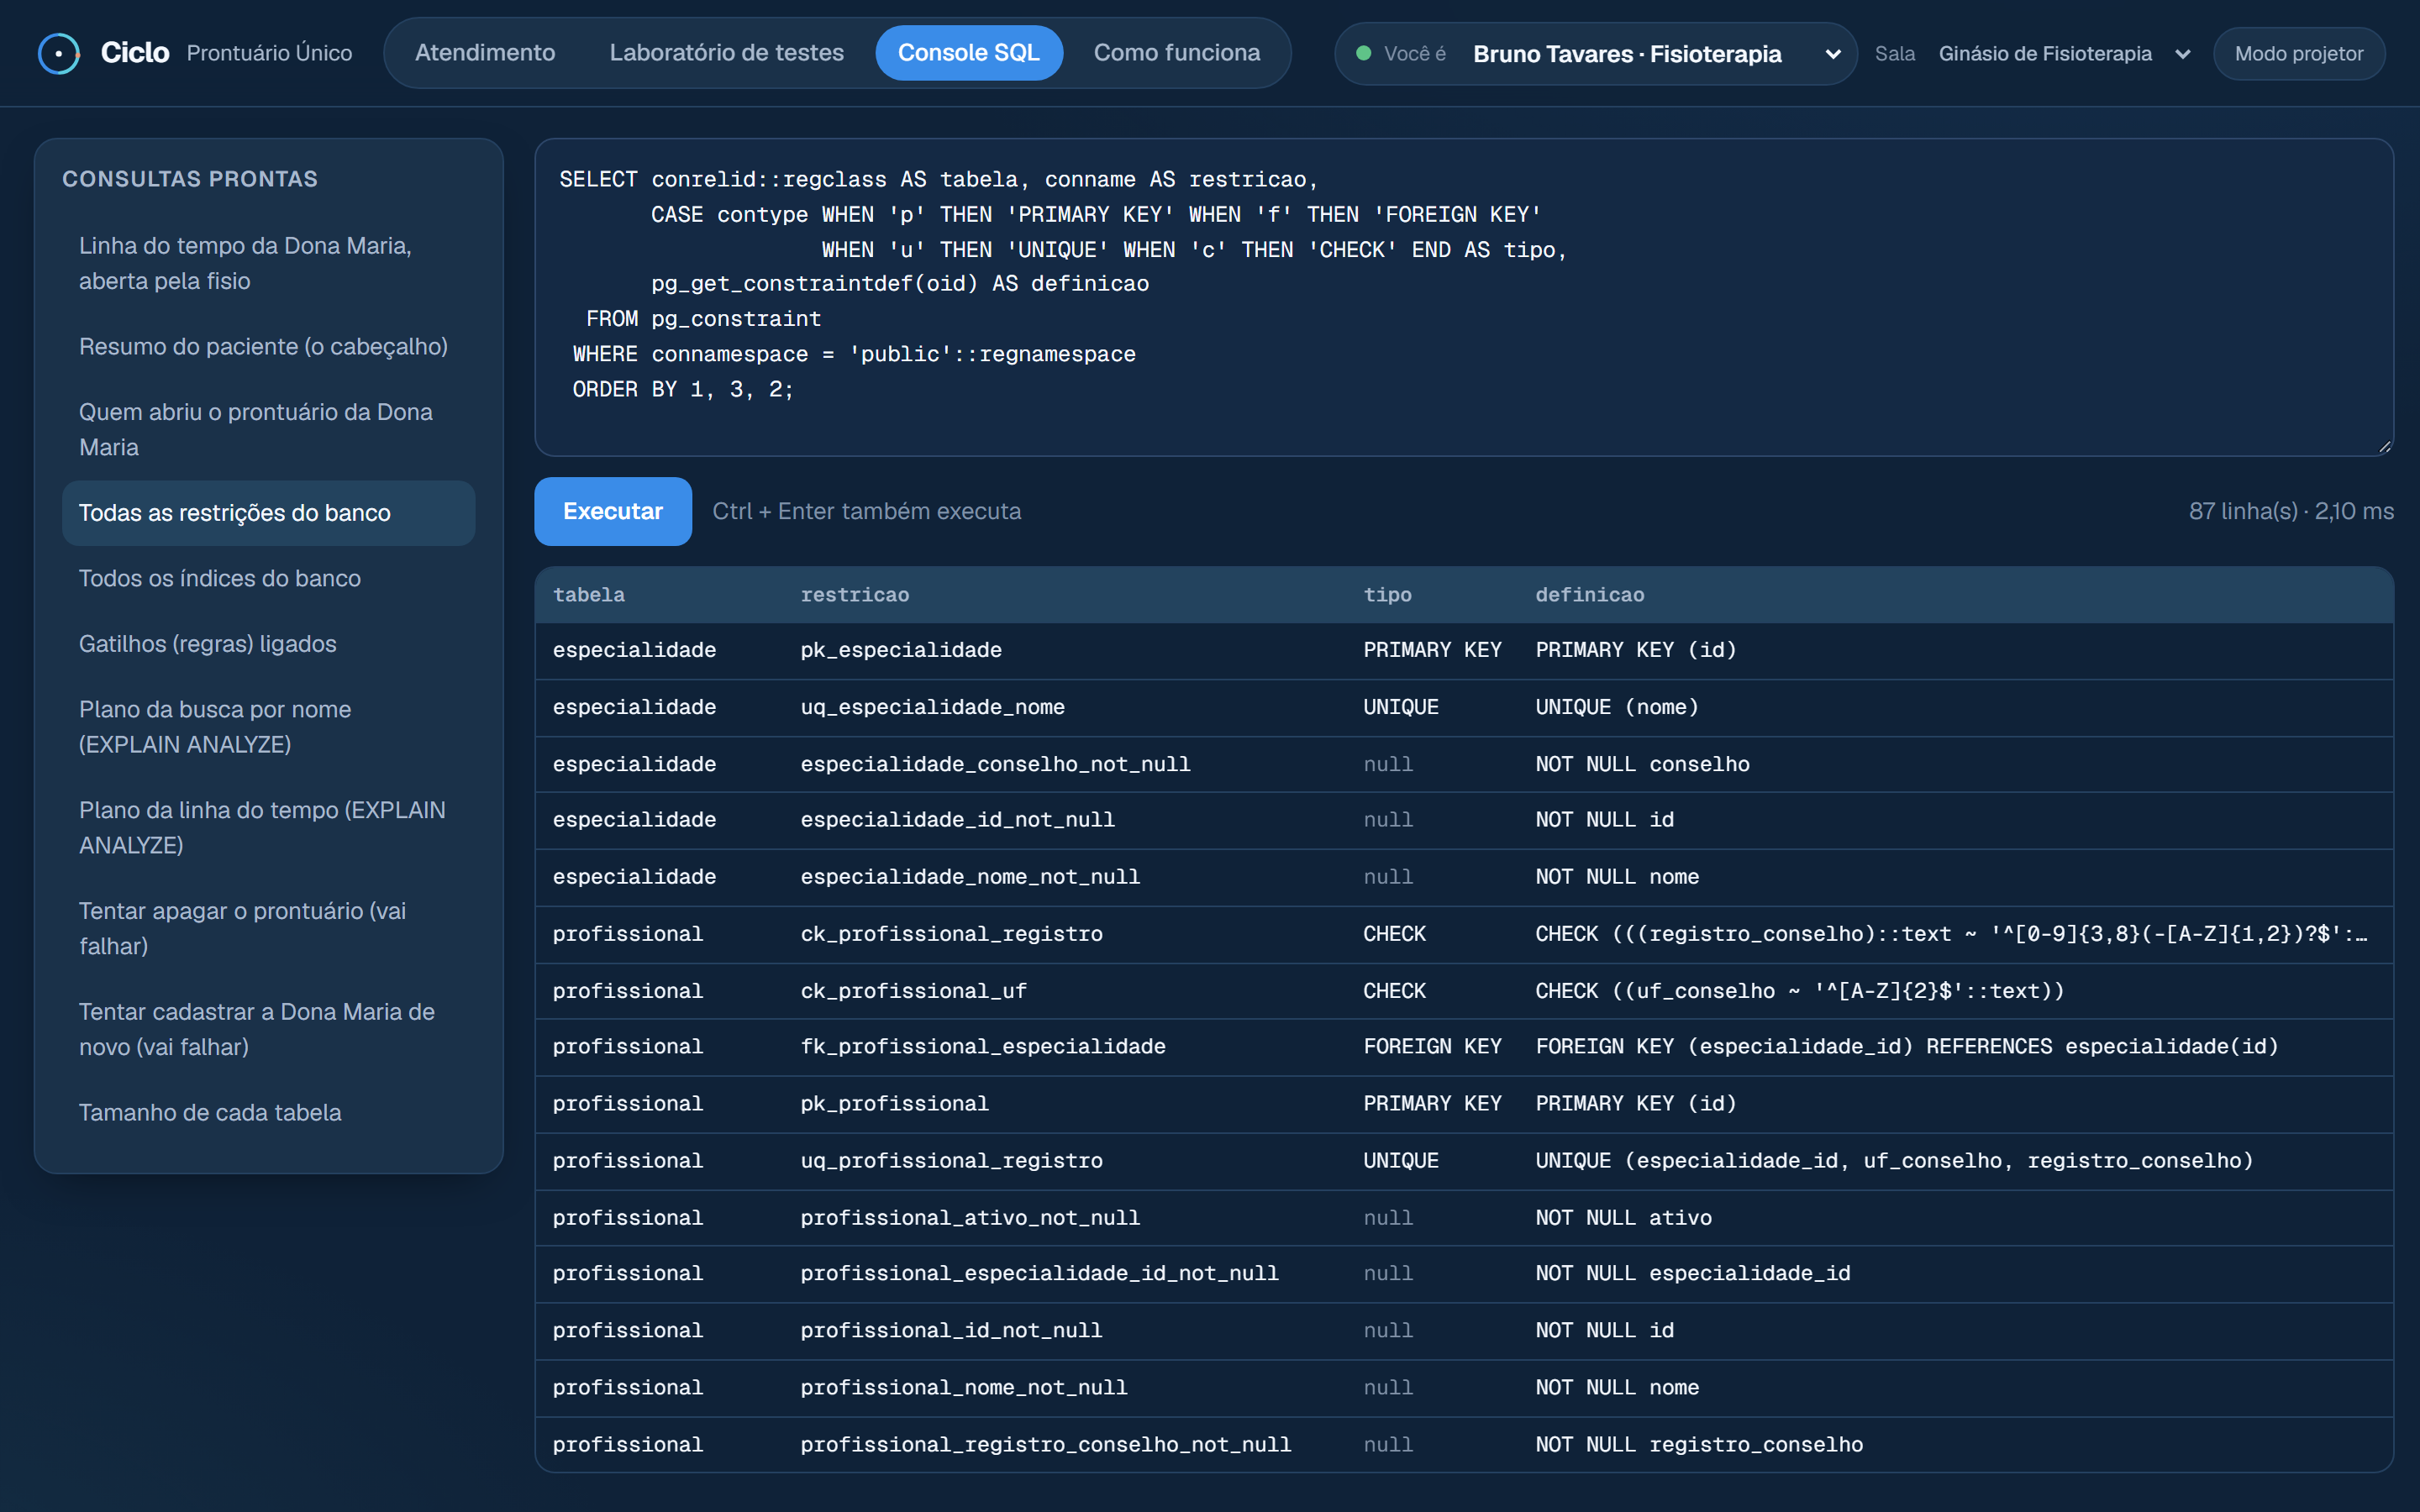 Ciclo Prontuário Único Atendimento Laboratório de testes Console SQL Como funciona Você é Bruno Tavares · Fisioterapia Sala Ginásio de Fisioterapia Modo projetor
CONSULTAS PRONTAS
Linha do tempo da Dona Maria,
aberta pela fisio
Resumo do paciente (o cabeçalho)
Quem abriu o prontuário da Dona
Maria
Todas as restrições do banco
Todos os índices do banco
Gatilhos (regras) ligados
Plano da busca por nome
(EXPLAIN ANALYZE)
Plano da linha do tempo (EXPLAIN
ANALYZE)
Tentar apagar o prontuário (vai
falhar)
Tentar cadastrar a Dona Maria de
novo (vai falhar)
Tamanho de cada tabela
SELECT conrelid::regclass AS tabela, conname AS restricao,
CASE contype WHEN 'p' THEN 'PRIMARY KEY' WHEN 'f' THEN 'FOREIGN KEY'
WHEN 'u' THEN 'UNIQUE' WHEN 'c' THEN 'CHECK' END AS tipo,
pg_get_constraintdef(oid) AS definicao
FROM pg_constraint
WHERE connamespace = 'public'::regnamespace
ORDER BY 1, 3, 2;
Executar Ctrl + Enter também executa 87 linha(s) · 2,10 ms
tabela restricao tipo definicao
especialidade pk_especialidade PRIMARY KEY PRIMARY KEY (id)
especialidade uq_especialidade_nome UNIQUE UNIQUE (nome)
especialidade especialidade_conselho_not_null null NOT NULL conselho
especialidade especialidade_id_not_null null NOT NULL id
especialidade especialidade_nome_not_null null NOT NULL nome
profissional ck_profissional_registro CHECK CHECK (((registro_conselho)::text ~ '^[0-9]{3,8}(-[A-Z]{1,2})?$':…
profissional ck_profissional_uf CHECK CHECK ((uf_conselho ~ '^[A-Z]{2}$'::text))
profissional fk_profissional_especialidade FOREIGN KEY FOREIGN KEY (especialidade_id) REFERENCES especialidade(id)
profissional pk_profissional PRIMARY KEY PRIMARY KEY (id)
profissional uq_profissional_registro UNIQUE UNIQUE (especialidade_id, uf_conselho, registro_conselho)
profissional profissional_ativo_not_null null NOT NULL ativo
profissional profissional_especialidade_id_not_null null NOT NULL especialidade_id
profissional profissional_id_not_null null NOT NULL id
profissional profissional_nome_not_null null NOT NULL nome
profissional profissional_registro_conselho_not_null null NOT NULL registro_conselho